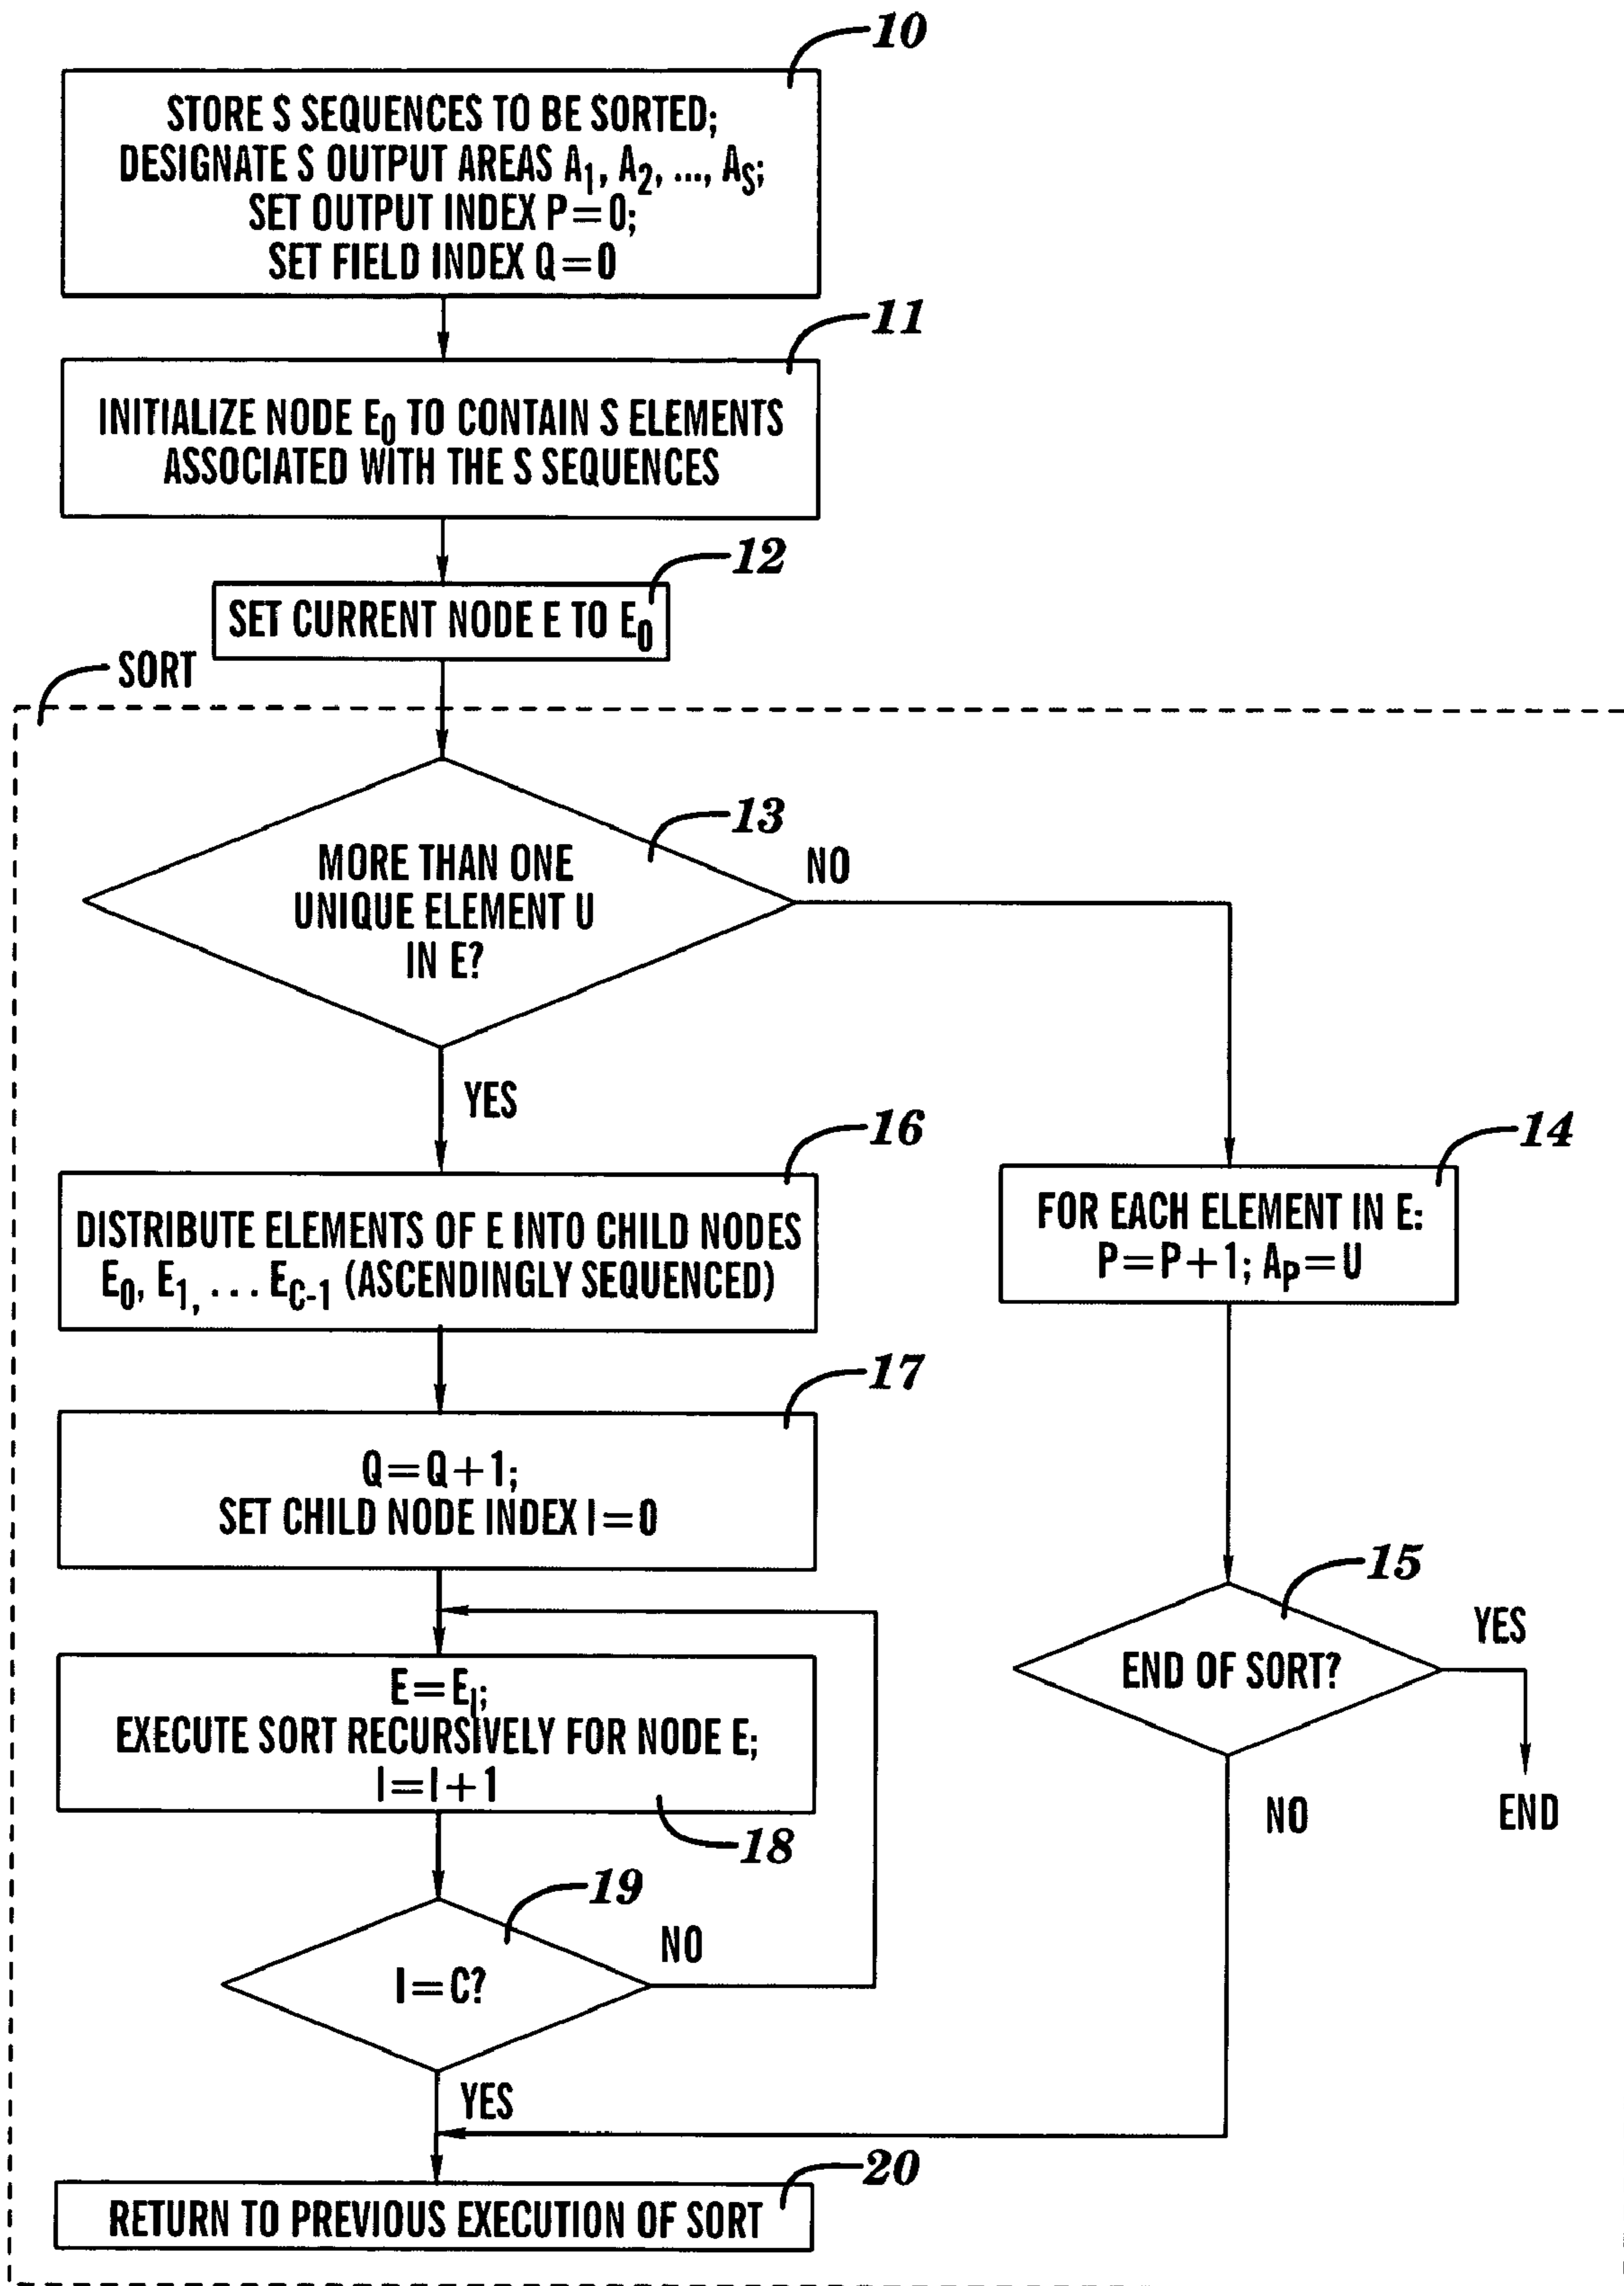 10
STORE S SEQUENCES TO BE SORTED;
DESIGNATE S OUTPUT AREAS A₁, A₂, ..., A_S;
SET OUTPUT INDEX P=0;
SET FIELD INDEX Q=0
11
INITIALIZE NODE E₀ TO CONTAIN S ELEMENTS
ASSOCIATED WITH THE S SEQUENCES
12
SET CURRENT NODE E TO E₀
SORT
13
MORE THAN ONE
UNIQUE ELEMENT U
IN E?
NO
YES
16
DISTRIBUTE ELEMENTS OF E INTO CHILD NODES
E₀, E₁, ... E_C-1 (ASCENDINGLY SEQUENCED)
14
FOR EACH ELEMENT IN E:
P=P+1; A_P=U
17
Q=Q+1;
SET CHILD NODE INDEX I=0
15
END OF SORT?
YES
NO
END
E=E_I;
EXECUTE SORT RECURSIVELY FOR NODE E;
I=I+1
18
19
I=C?
NO
YES
20
RETURN TO PREVIOUS EXECUTION OF SORT